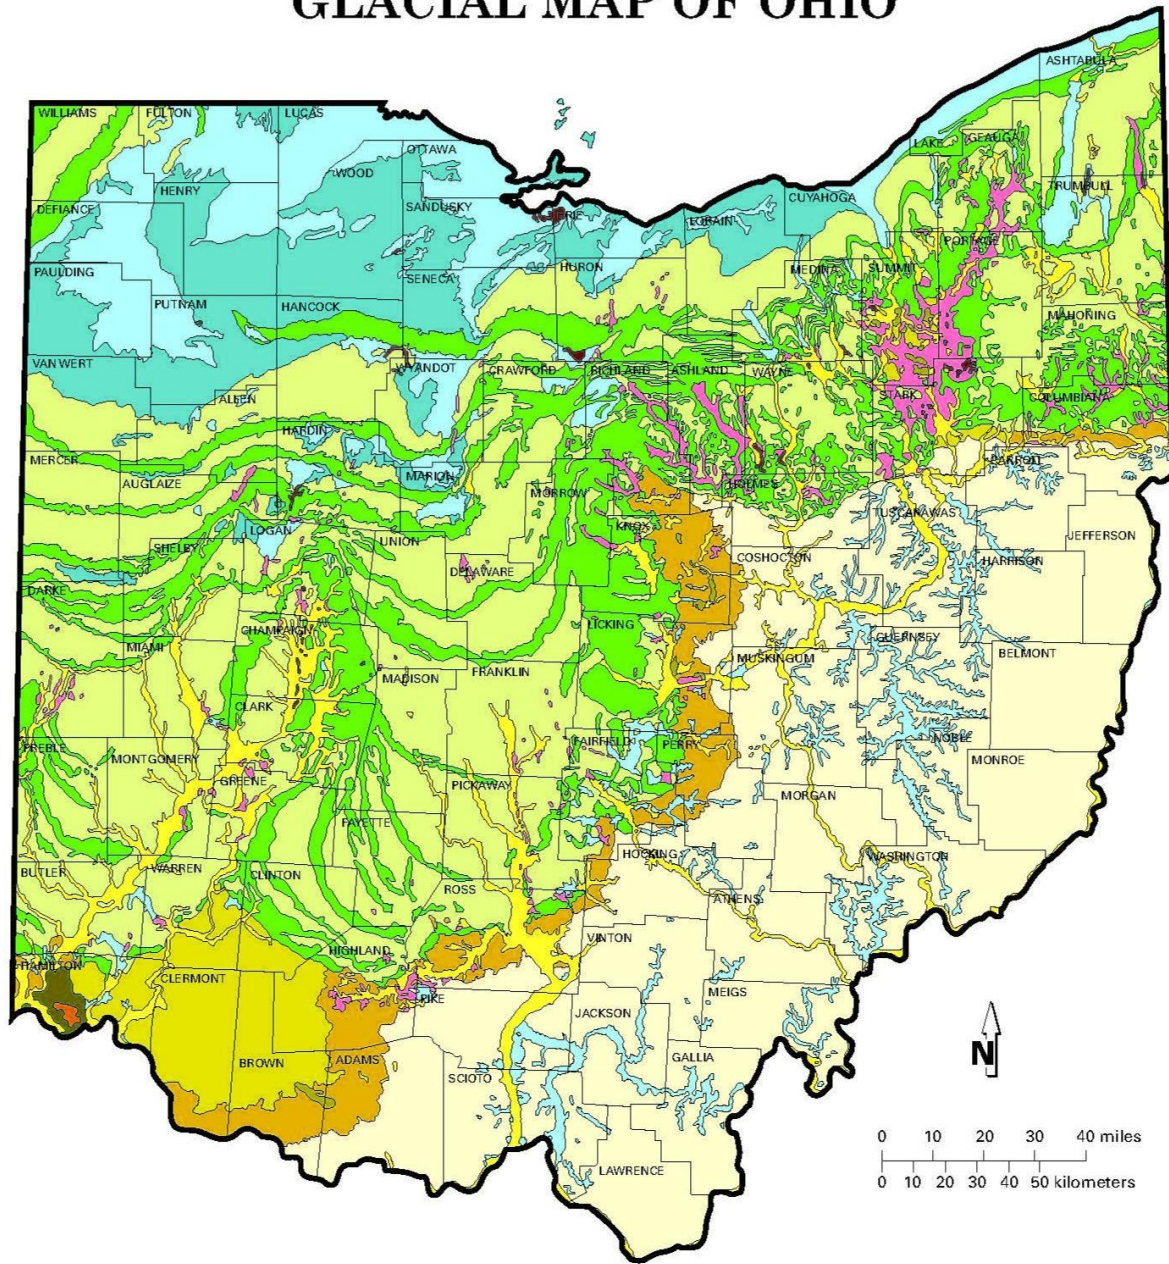 GLACIAL MAP OF OHIO
ASHTABULA
WILLIAMS
FULTON
LUCAS
LAKE
GEAUGA
OTTAWA
WOOD
TRUMBULL
HENRY
CUYAHOGA
DEFIANCE
SANDUSKY
ERIE
LORAIN
PORTAGE
PAULDING
SENECA
HURON
MEDINA
SUMMIT
PUTNAM
HANCOCK
MAHONING
VAN WERT
WYANDOT
CRAWFORD
RICHLAND
ASHLAND
WAYNE
STARK
COLUMBIANA
ALLEN
HARDIN
MERCER
AUGLAIZE
MARION
MORROW
HOLMES
CARROLL
LOGAN
KNOX
TUSCARAWAS
JEFFERSON
SHELBY
UNION
COSHOCTON
HARRISON
DELAWARE
DARKE
CHAMPAIGN
LICKING
GUERNSEY
MIAMI
BELMONT
MUSKINGUM
FRANKLIN
MADISON
CLARK
PREBLE
FAIRFIELD
PERRY
NOBLE
MONTGOMERY
MONROE
GREENE
PICKAWAY
MORGAN
FAYETTE
HOCKING
WASHINGTON
BUTLER
WARREN
CLINTON
ROSS
ATHENS
VINTON
HIGHLAND
HAMILTON
CLERMONT
PIKE
MEIGS
JACKSON
BROWN
ADAMS
SCIOTO
GALLIA
N
0 10 20 30 40 miles
0 10 20 30 40 50 kilometers
LAWRENCE